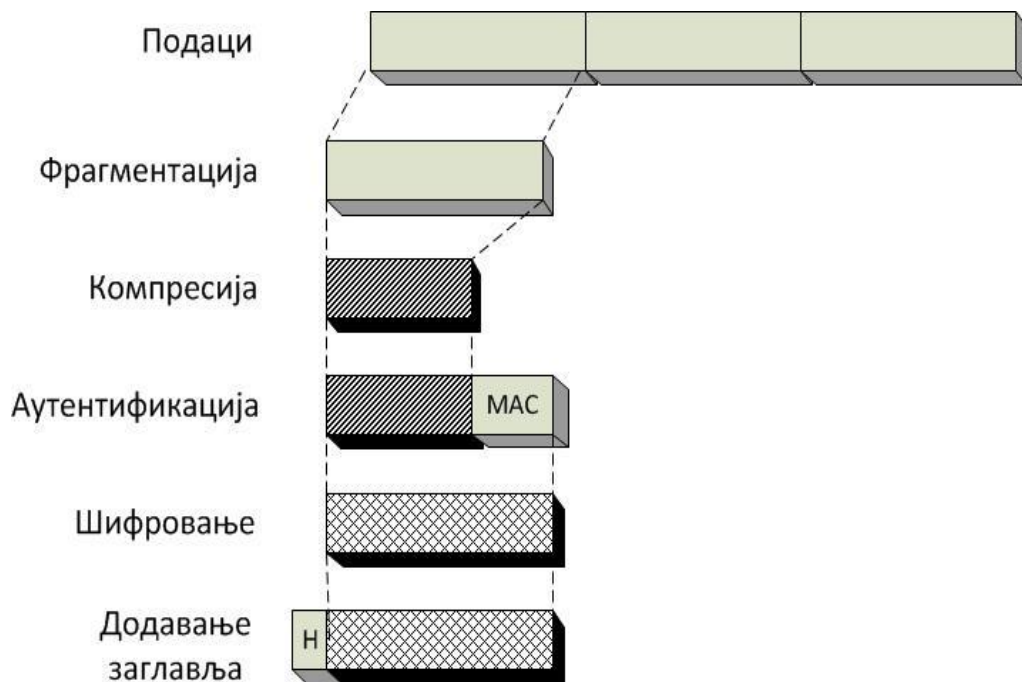 Подаци
Фрагментација
Компресија
Аутентификација
MAC
Шифровање
Додавање
H
заглавља